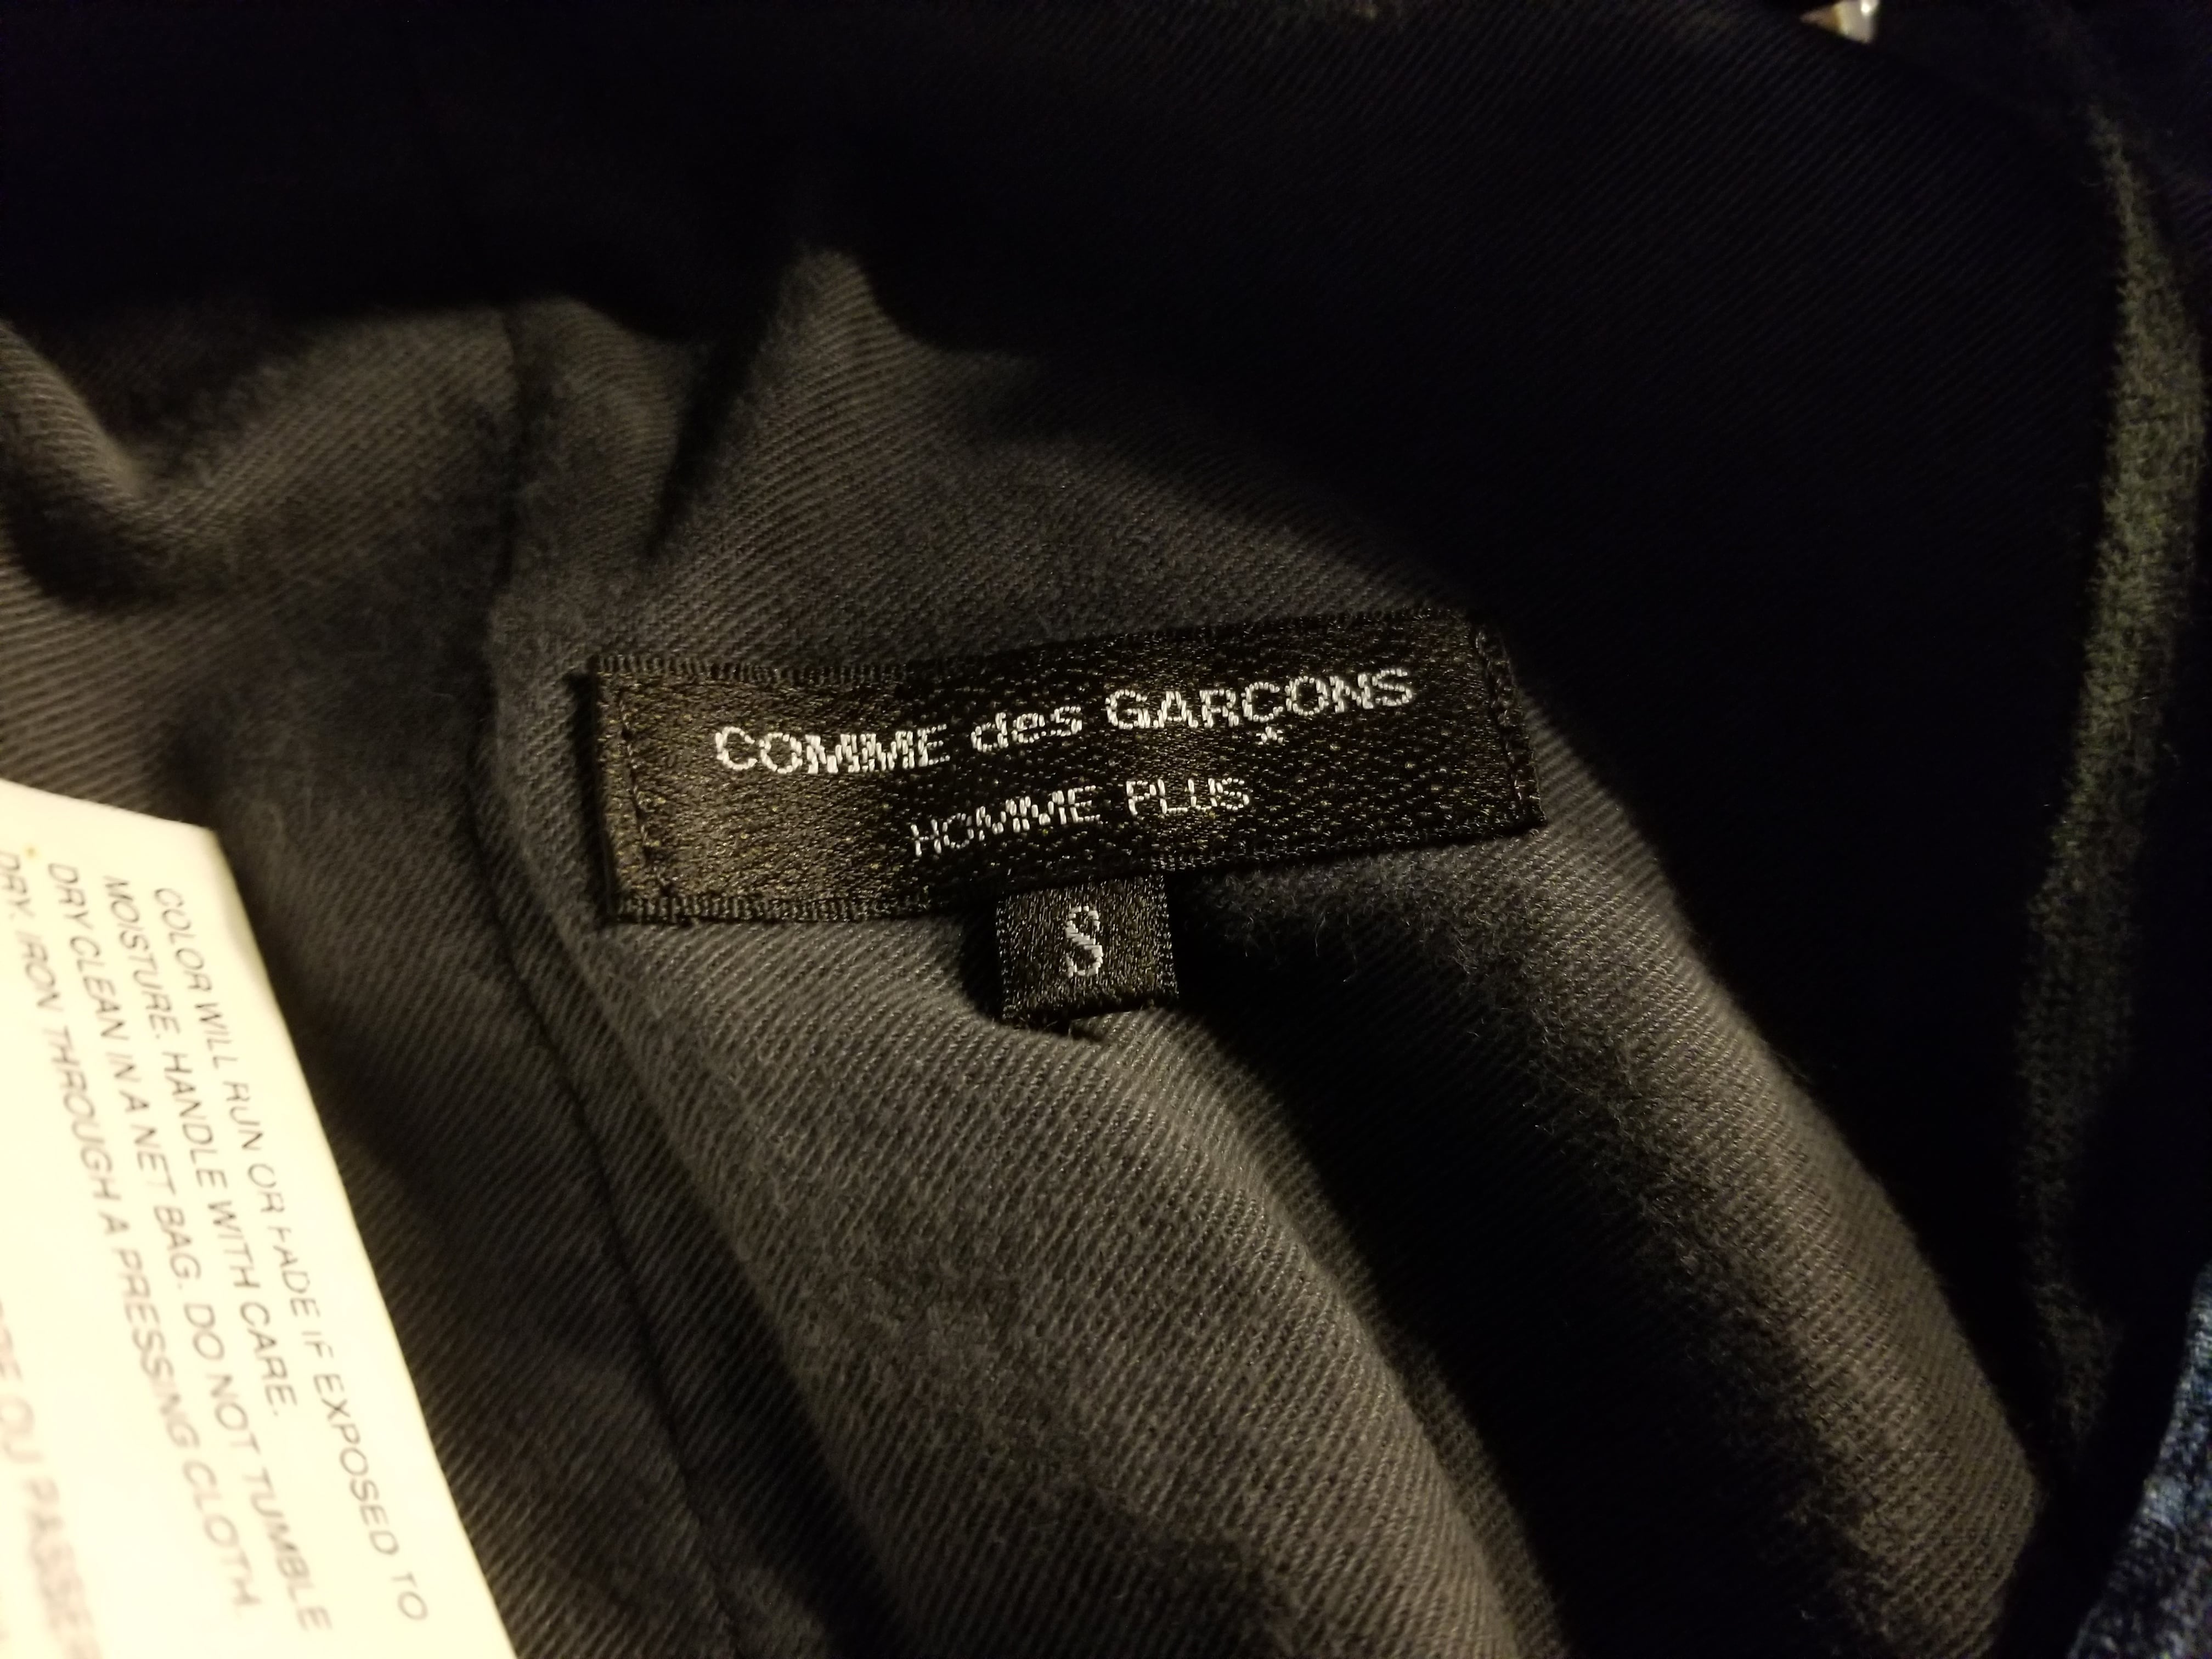 COMME des GARÇONS
*
HOMME PLUS
S
COLOR WILL RUN OR FADE IF EXPOSED TO
MOISTURE. HANDLE WITH CARE.
DRY CLEAN IN A NET BAG. DO NOT TUMBLE
DRY. IRON THROUGH A PRESSING CLOTH.
OU